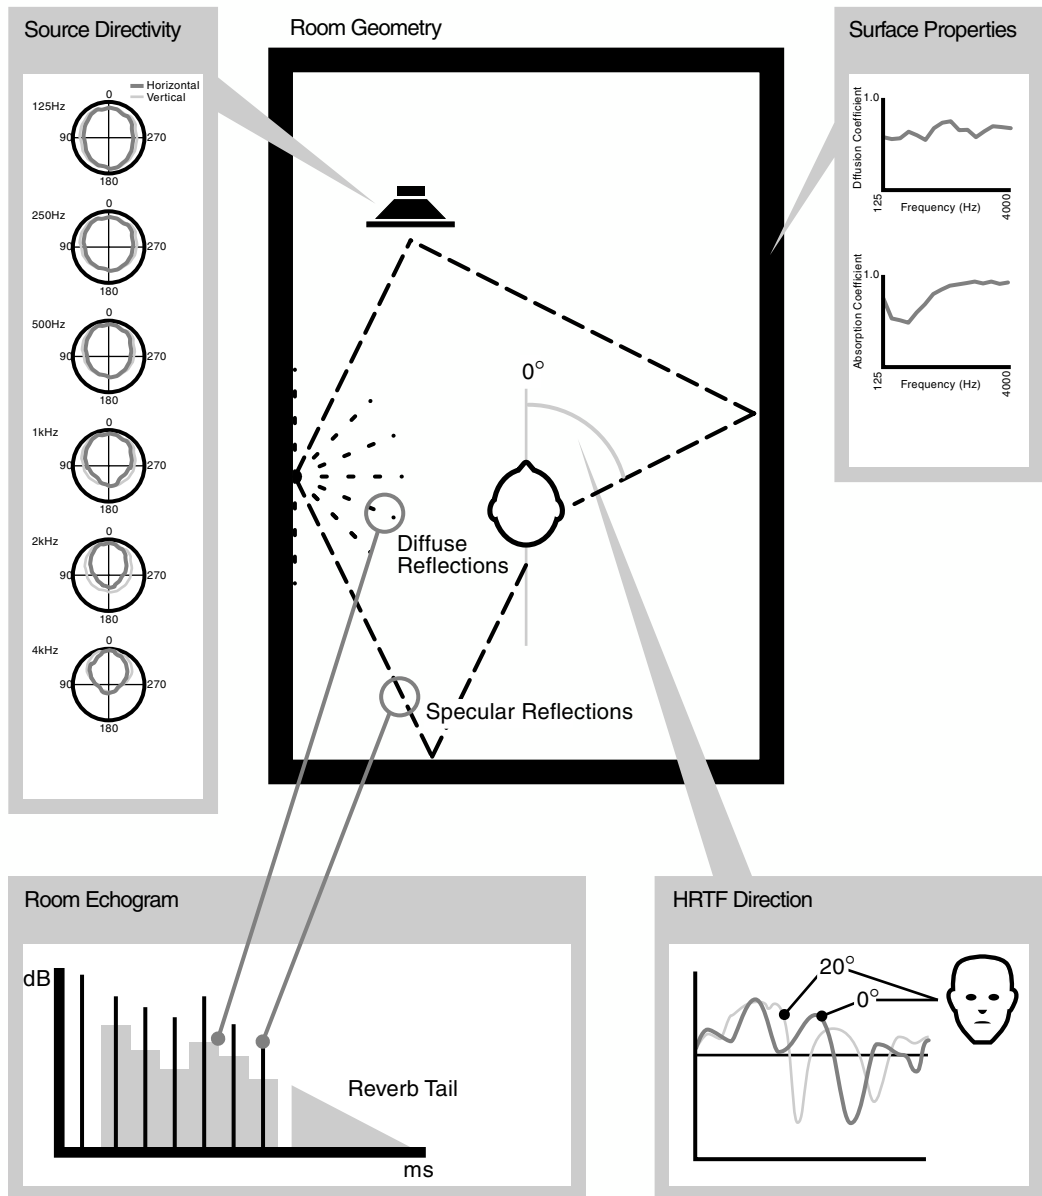 Source Directivity
Horizontal
Vertical
125Hz
0
90
270
180
250Hz
0
90
270
180
500Hz
0
90
270
180
1kHz
0
90
270
180
2kHz
0
90
270
180
4kHz
0
90
270
180
Room Geometry
0°
Diffuse
Reflections
Specular Reflections
Surface Properties
1.0
Dffusion Coefficient
125
Frequency (Hz)
4000
1.0
Absorption Coefficient
125
Frequency (Hz)
4000
Room Echogram
dB
Reverb Tail
ms
HRTF Direction
20°
0°